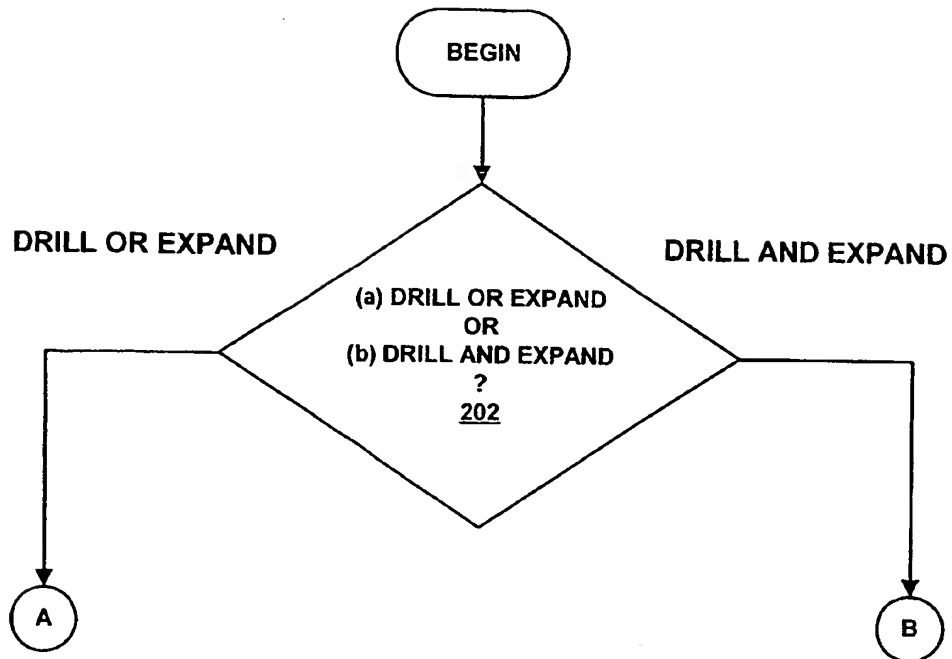 BEGIN
DRILL OR EXPAND
DRILL AND EXPAND
(a) DRILL OR EXPAND
OR
(b) DRILL AND EXPAND
?
202
A
B